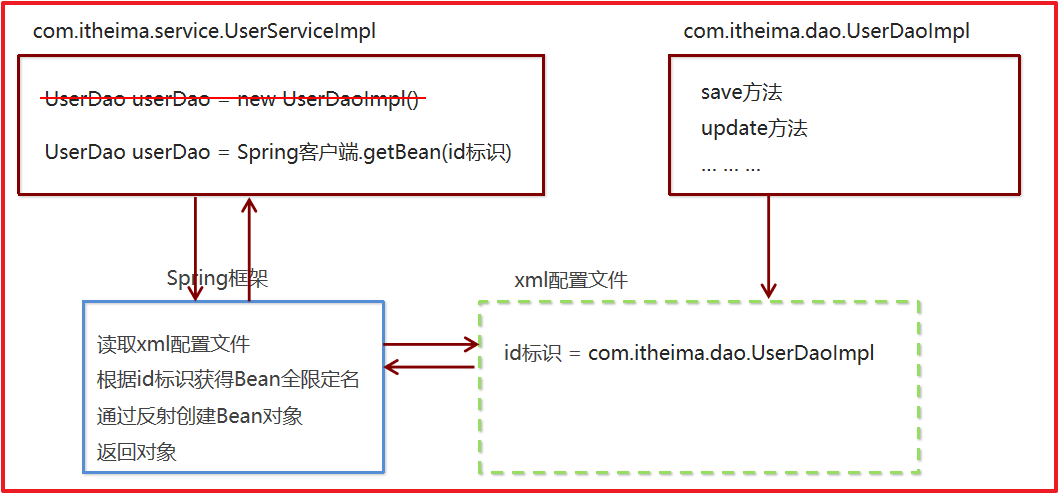 com.itheima.service.UserServiceImpl
com.itheima.dao.UserDaoImpl
UserDao userDao = new UserDaoImpl()
UserDao userDao = Spring客户端.getBean(id标识)
save方法
update方法
... ... ...
Spring框架
xml配置文件
读取xml配置文件
根据id标识获得Bean全限定名
通过反射创建Bean对象
返回对象
id标识 = com.itheima.dao.UserDaoImpl